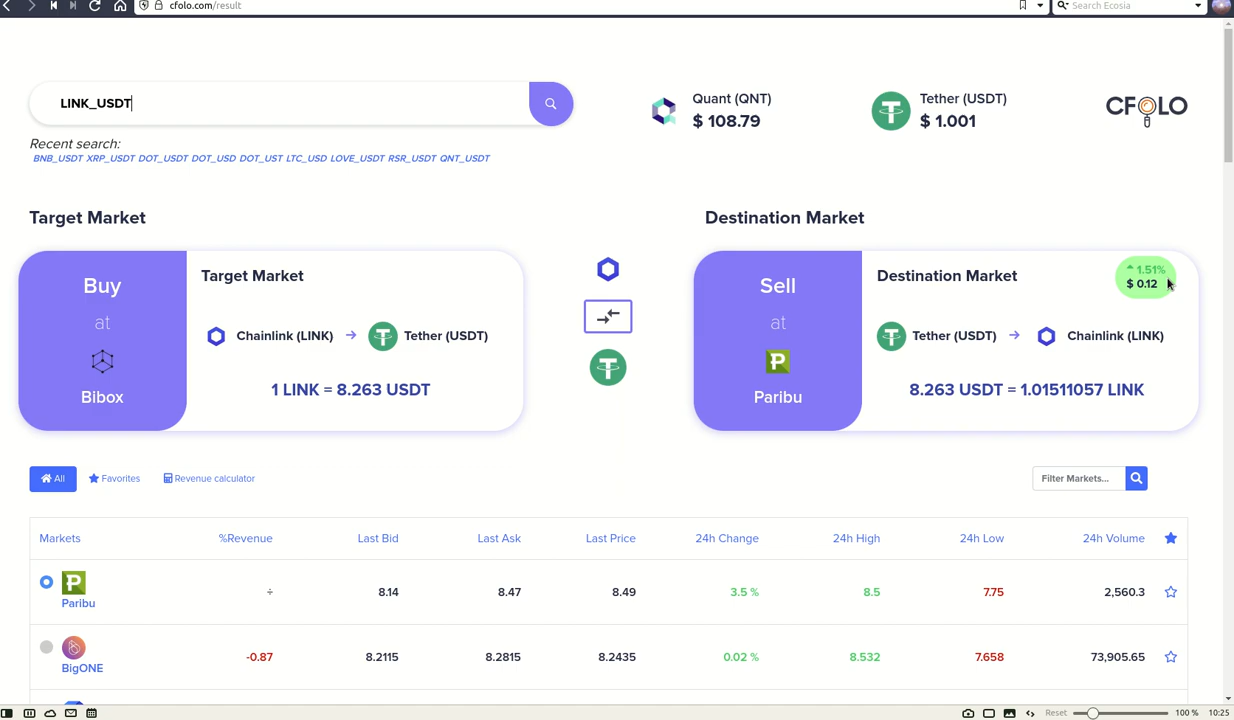 cfolo.com/result
Search Ecosia
LINK_USDT
Quant (QNT)
$ 108.79
Tether (USDT)
$ 1.001
CFOLO
Recent search:
BNB_USDT XRP_USDT DOT_USDT DOT_USD DOT_UST LTC_USD LOVE_USDT RSR_USDT QNT_USDT
Target Market
Destination Market
Buy
at
Bibox
Target Market
Chainlink (LINK) → Tether (USDT)
1 LINK = 8.263 USDT
Sell
at
P
Paribu
Destination Market
1.51%
$ 0.12
Tether (USDT) → Chainlink (LINK)
8.263 USDT = 1.01511057 LINK
All
Favorites
Revenue calculator
Filter Markets...
Markets %Revenue Last Bid Last Ask Last Price 24h Change 24h High 24h Low 24h Volume
P
Paribu ÷ 8.14 8.47 8.49 3.5 % 8.5 7.75 2,560.3
BigONE -0.87 8.2115 8.2815 8.2435 0.02 % 8.532 7.658 73,905.65
Reset 100 % 10:25